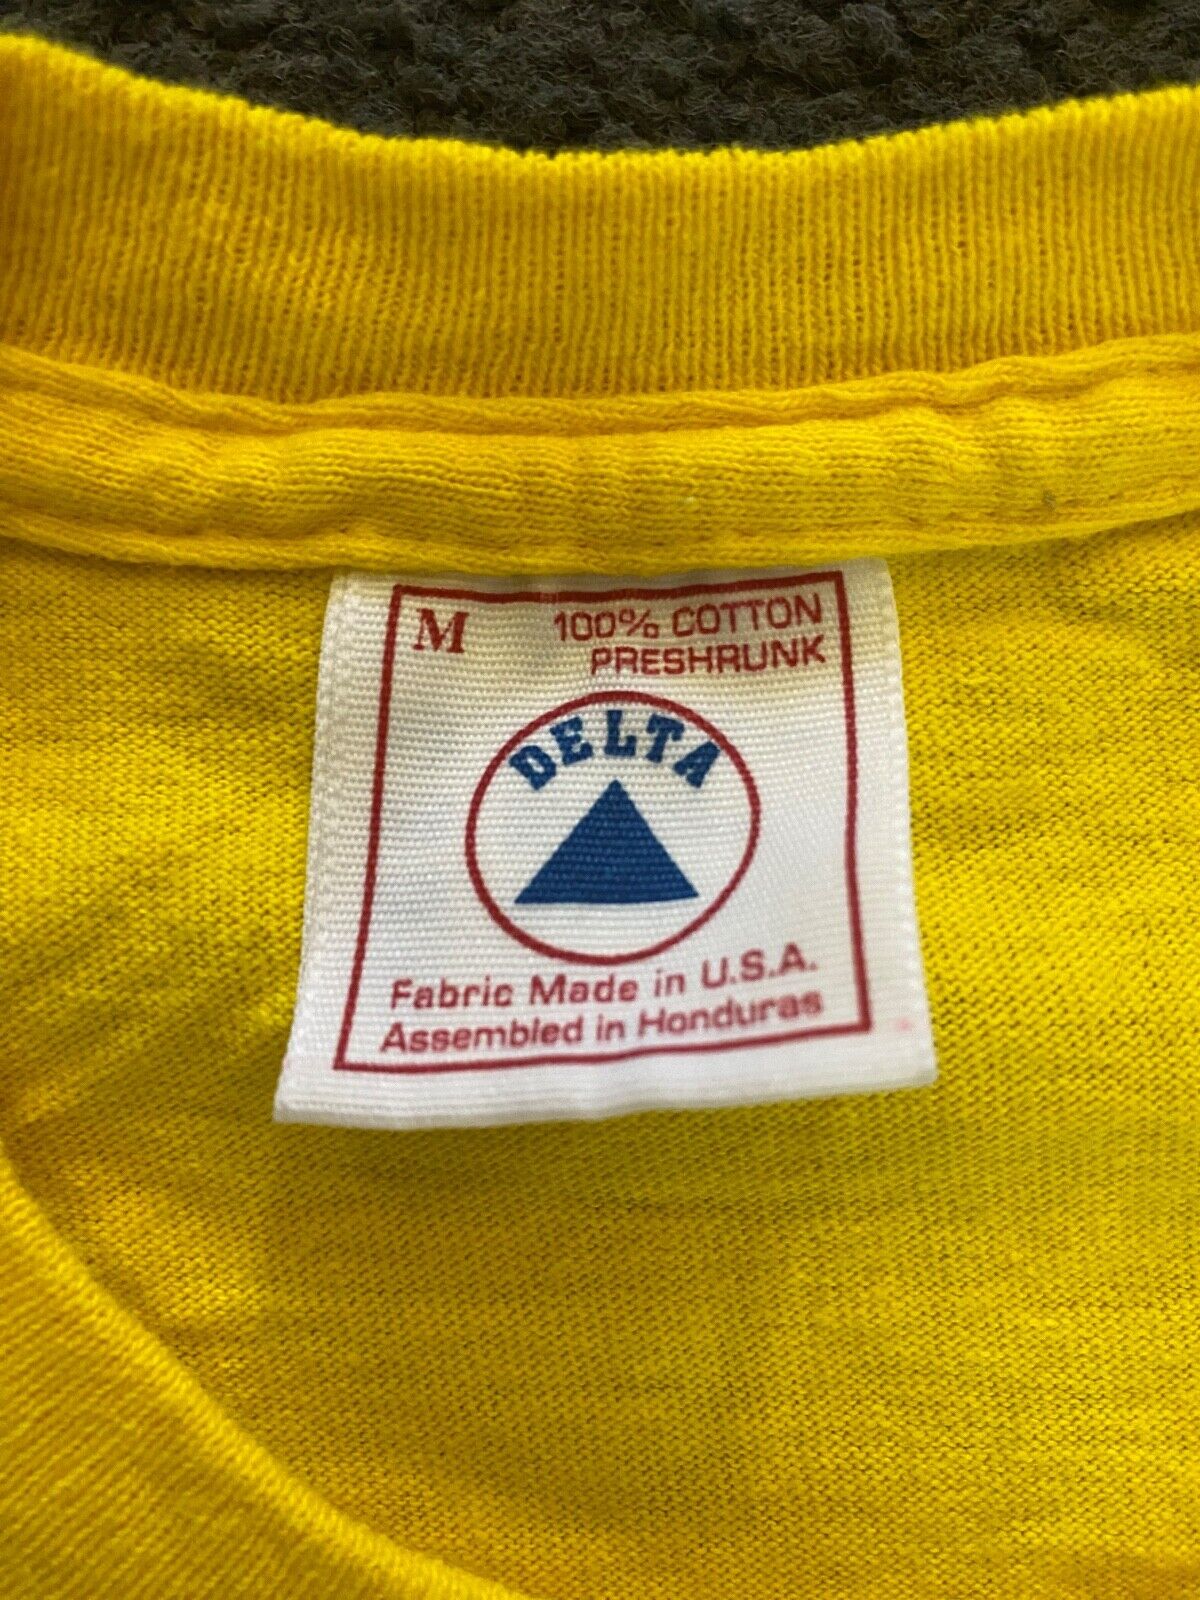 M
100% COTTON
PRESHRUNK
DELTA
Fabric Made in U.S.A.
Assembled in Honduras